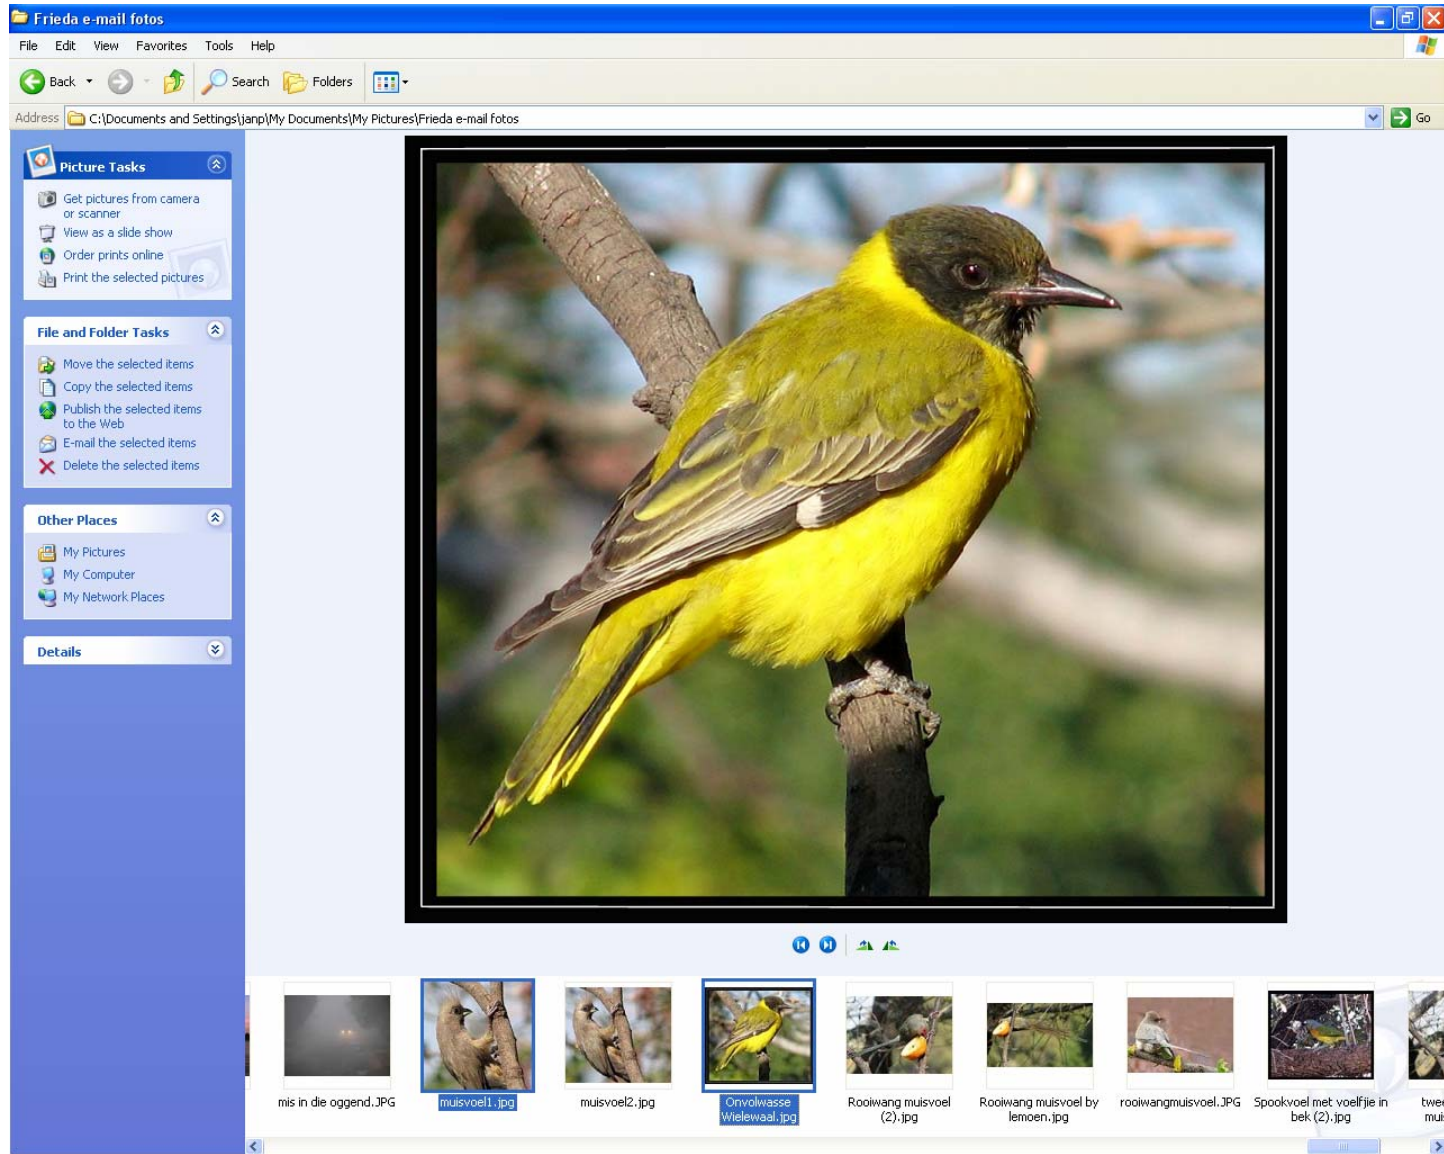 Frieda e-mail fotos
File Edit View Favorites Tools Help
Back Search Folders
Address C:\Documents and Settings\janp\My Documents\My Pictures\Frieda e-mail fotos Go
Picture Tasks
Get pictures from camera
or scanner
View as a slide show
Order prints online
Print the selected pictures
File and Folder Tasks
Move the selected items
Copy the selected items
Publish the selected items
to the Web
E-mail the selected items
Delete the selected items
Other Places
My Pictures
My Computer
My Network Places
Details
mis in die oggend.JPG
muisvoel1.jpg
muisvoel2.jpg
Onvolwasse
Wielewaal.jpg
Rooiwang muisvoel
(2).jpg
Rooiwang muisvoel by
lemoen.jpg
rooiwangmuisvoel.JPG
Spookvoel met voelfjie in
bek (2).jpg